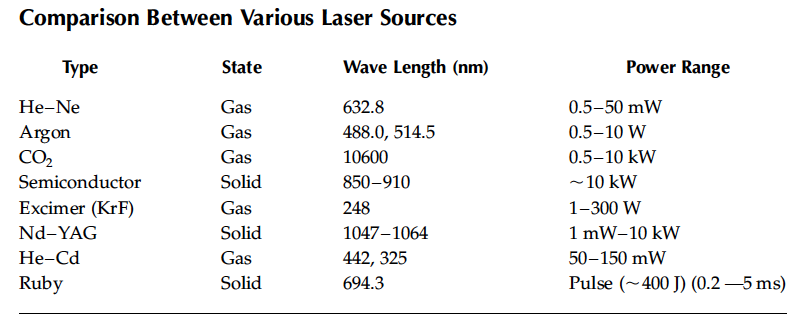 Comparison Between Various Laser Sources
Type State Wave Length (nm) Power Range
He–Ne Gas 632.8 0.5–50 mW
Argon Gas 488.0, 514.5 0.5–10 W
CO₂ Gas 10600 0.5–10 kW
Semiconductor Solid 850–910 ~10 kW
Excimer (KrF) Gas 248 1–300 W
Nd–YAG Solid 1047–1064 1 mW–10 kW
He–Cd Gas 442, 325 50–150 mW
Ruby Solid 694.3 Pulse (~400 J) (0.2 —5 ms)